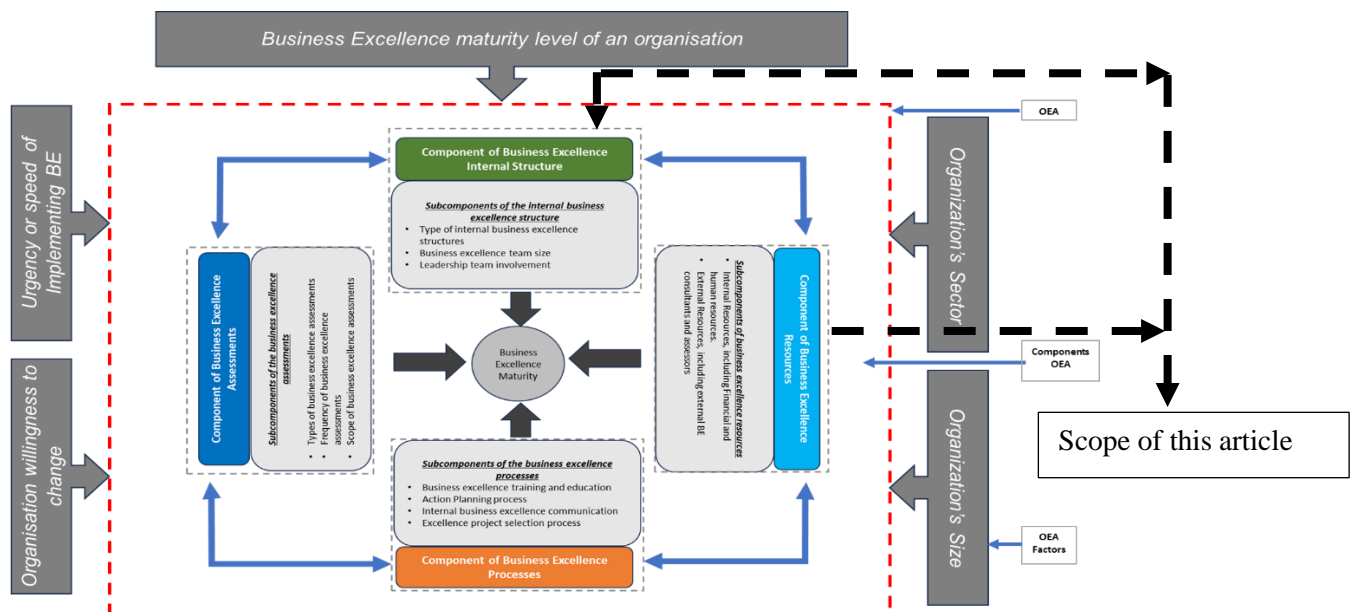 Business Excellence maturity level of an organisation
Urgency or speed of
Implementing BE
Organisation willingness to
change
OEA
Organization's Sector
Components
OEA
Organization's Size
OEA
Factors
Scope of this article
Component of Business Excellence
Internal Structure
Subcomponents of the internal business
excellence structure
• Type of internal business excellence
structures
• Business excellence team size
• Leadership team involvement
Component of Business Excellence
Assessments
Subcomponents of the business excellence
assessments
• Types of business excellence assessments
• Frequency of business excellence
assessments
• Scope of business excellence assessments
Business
Excellence
Maturity
Component of Business Excellence
Resources
Subcomponents of business excellence resources
• Internal Resources, including Financial and
human resources.
• External Resources, including external BE
consultants and assessors
Subcomponents of the business excellence
processes
• Business excellence training and education
• Action Planning process
• Internal business excellence communication
• Excellence project selection process
Component of Business Excellence
Processes